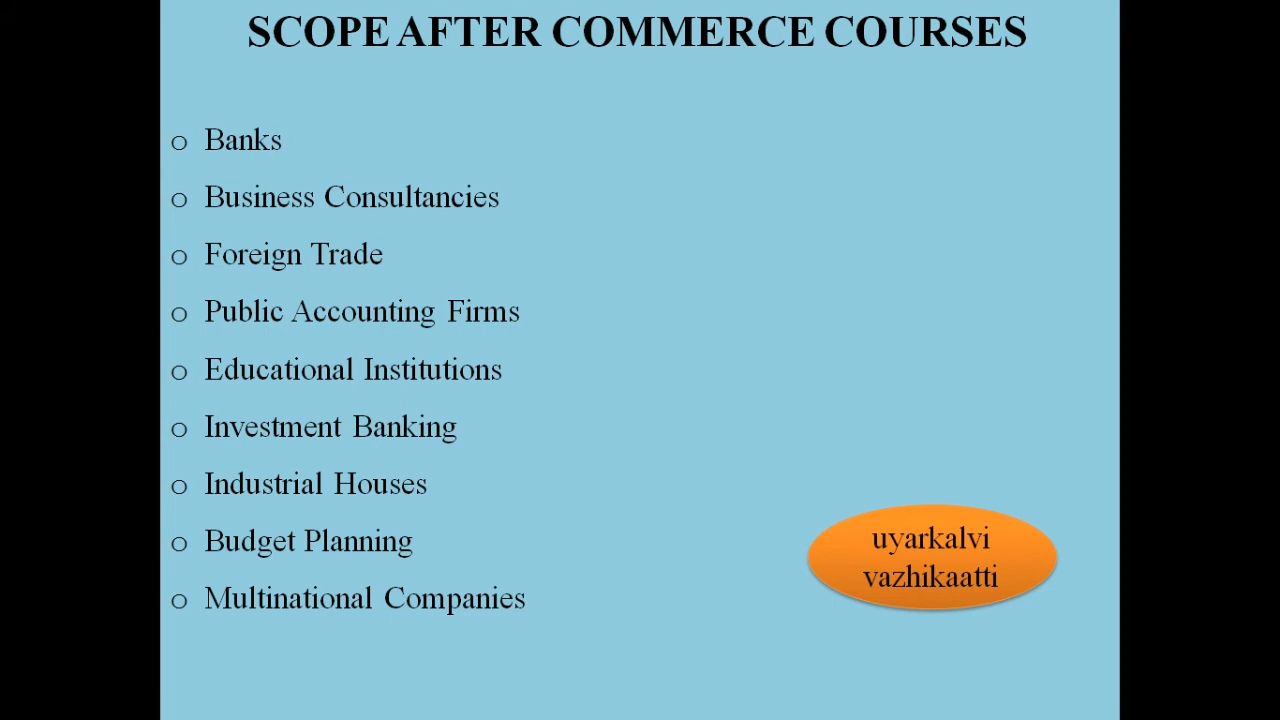 SCOPE AFTER COMMERCE COURSES
o Banks
o Business Consultancies
o Foreign Trade
o Public Accounting Firms
o Educational Institutions
o Investment Banking
o Industrial Houses
o Budget Planning
o Multinational Companies
uyarkalvi
vazhikaatti